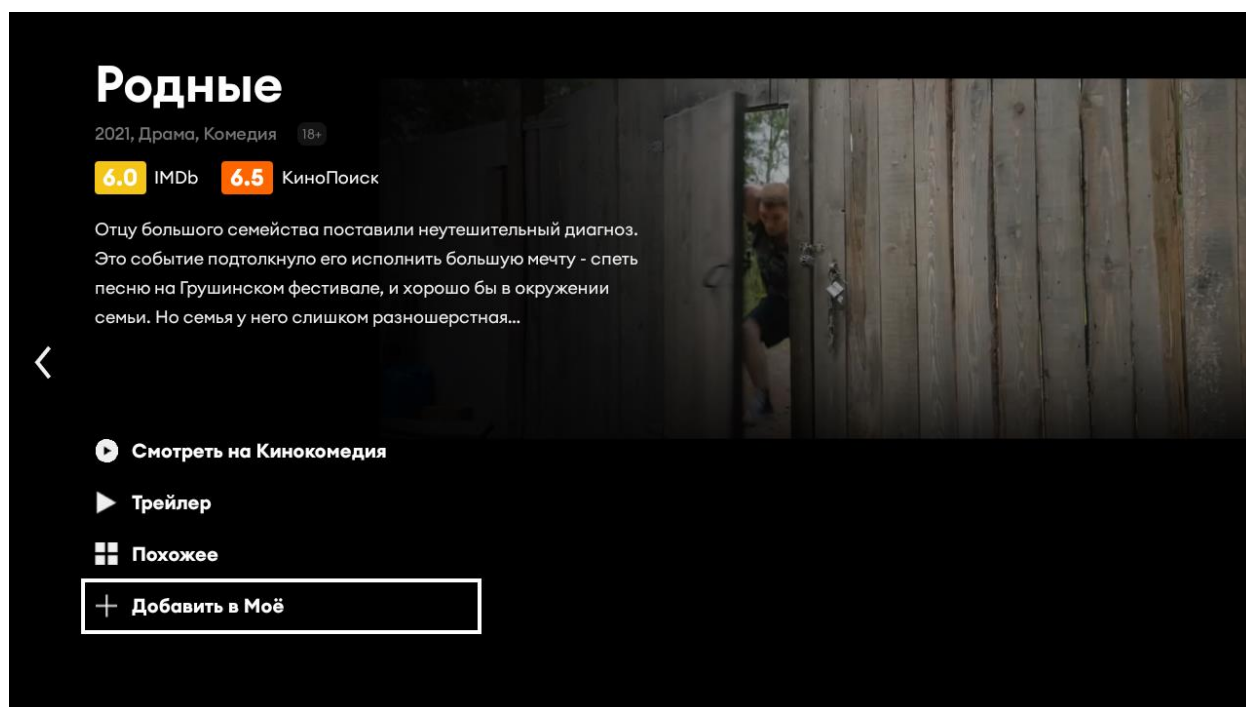 Родные
2021, Драма, Комедия 18+
6.0 IMDb 6.5 КиноПоиск
Отцу большого семейства поставили неутешительный диагноз.
Это событие подтолкнуло его исполнить большую мечту - спеть
песню на Грушинском фестивале, и хорошо бы в окружении
семьи. Но семья у него слишком разношерстная...
Смотреть на Кинокомедия
Трейлер
Похожее
Добавить в Моё